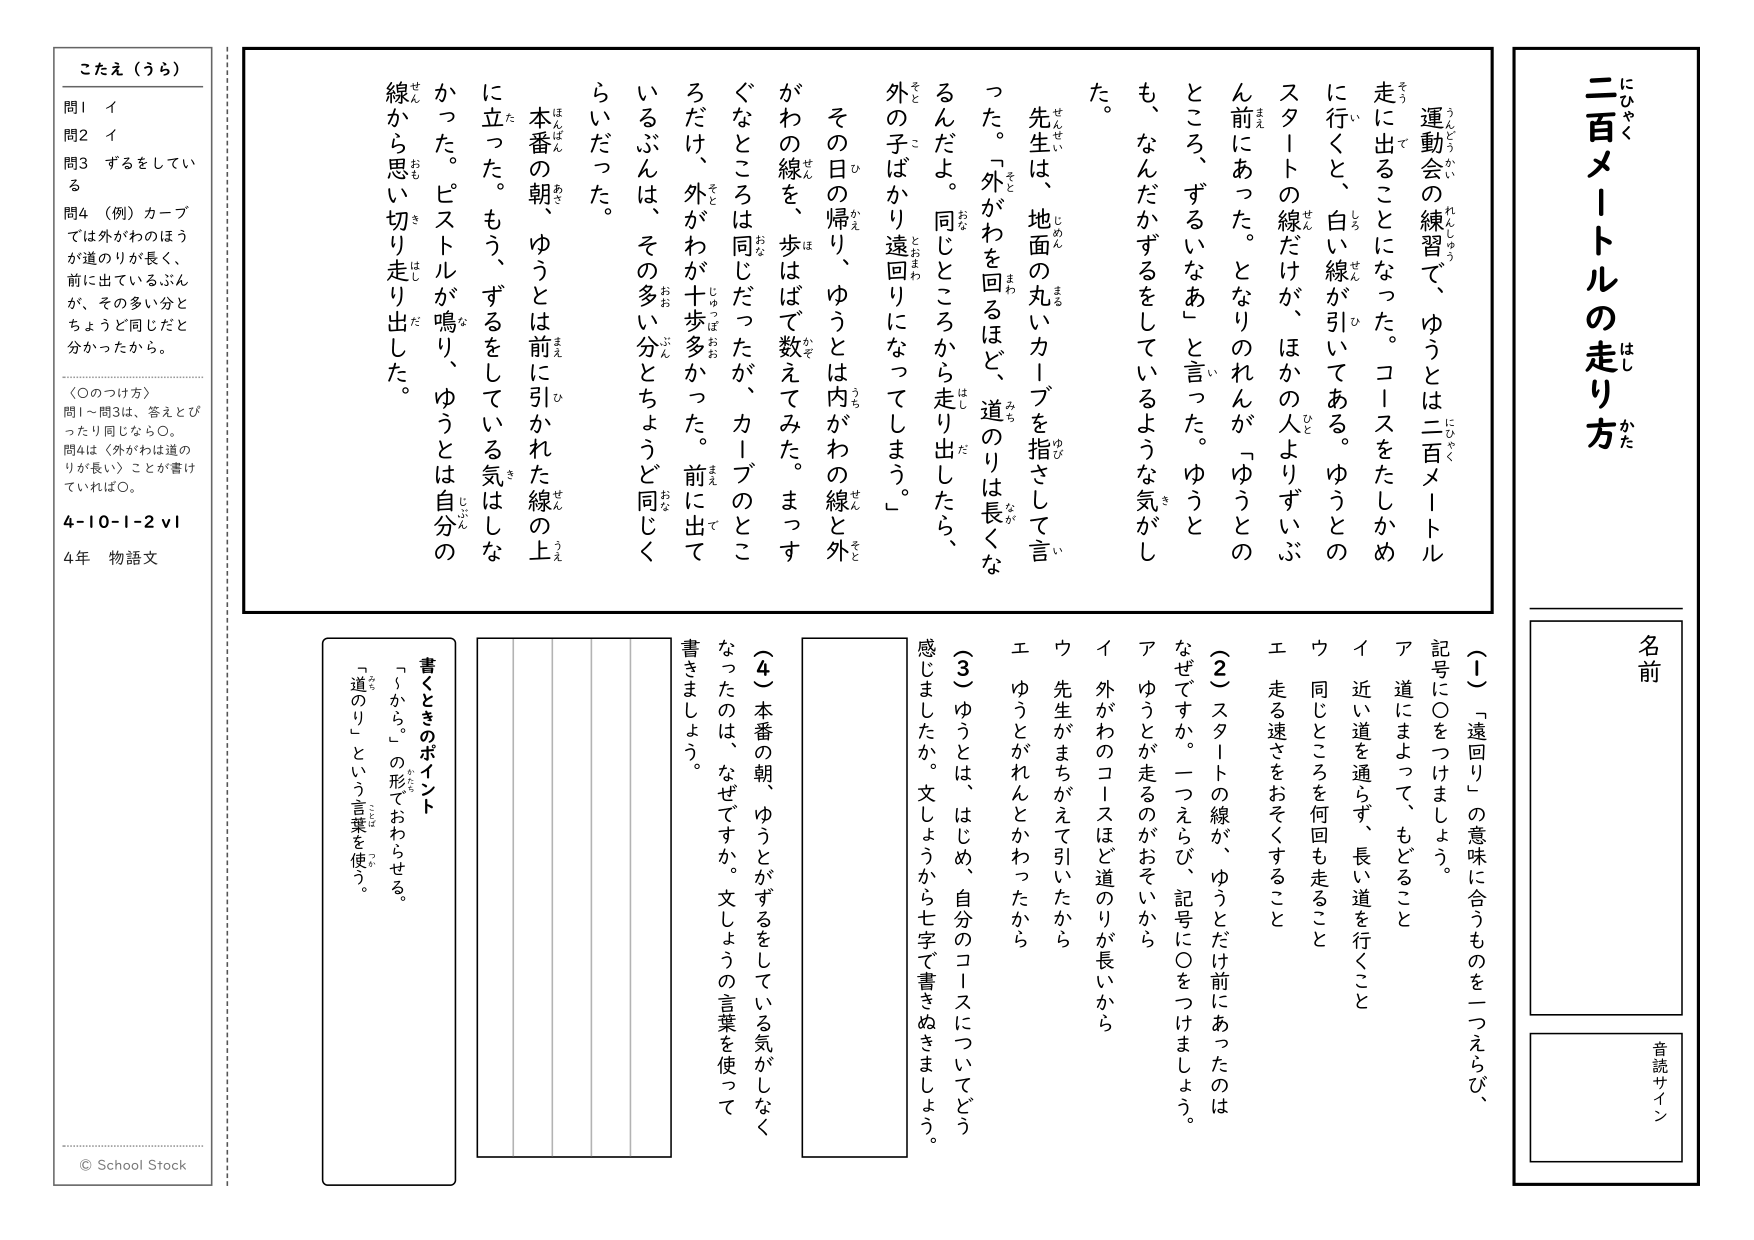 二百メートルの走り方
にひゃく
はし
かた
名前
音読サイン
運動会の練習で、ゆうとは二百メートル
走に出ることになった。コースをたしかめ
に行くと、白い線が引いてある。ゆうとの
スタートの線だけが、ほかの人よりずいぶ
ん前にあった。となりのれんが「ゆうとの
ところ、ずるいなあ」と言った。ゆうと
も、なんだかずるをしているような気がし
た。
先生は、地面の丸いカーブを指さして言
った。「外がわを回るほど、道のりは長くな
るんだよ。同じところから走り出したら、
外の子ばかり遠回りになってしまう。」
その日の帰り、ゆうとは内がわの線と外
がわの線を、歩はばで数えてみた。まっす
ぐなところは同じだったが、カーブのとこ
ろだけ、外がわが十歩多かった。前に出て
いるぶんは、その多い分とちょうど同じく
らいだった。
本番の朝、ゆうとは前に引かれた線の上
に立った。もう、ずるをしている気はしな
かった。ピストルが鳴り、ゆうとは自分の
線から思い切り走り出した。
(1)「遠回り」の意味に合うものを一つえらび、
記号に○をつけましょう。
ア 道にまよって、もどること
イ 近い道を通らず、長い道を行くこと
ウ 同じところを何回も走ること
エ 走る速さをおそくすること
(2)スタートの線が、ゆうとだけ前にあったのは
なぜですか。一つえらび、記号に○をつけましょう。
ア ゆうとが走るのがおそいから
イ 外がわのコースほど道のりが長いから
ウ 先生がまちがえて引いたから
エ ゆうとがれんとかわったから
(3)ゆうとは、はじめ、自分のコースについてどう
感じましたか。文しょうから七字で書きぬきましょう。
(4)本番の朝、ゆうとがずるをしている気がしなく
なったのは、なぜですか。文しょうの言葉を使って
書きましょう。
書くときのポイント
「〜から。」の形でおわらせる。
「道のり」という言葉を使う。
こたえ(うら)
問1 イ
問2 イ
問3 ずるをしてい
る
問4 (例)カーブ
では外がわのほう
が道のりが長く、
前に出ているぶん
が、その多い分と
ちょうど同じだと
分かったから。
〈○のつけ方〉
問1〜問3は、答えとぴ
ったり同じなら○。
問4は〈外がわは道の
りが長い〉ことが書け
ていれば○。
4-10-1-2 v1
4年 物語文
© School Stock